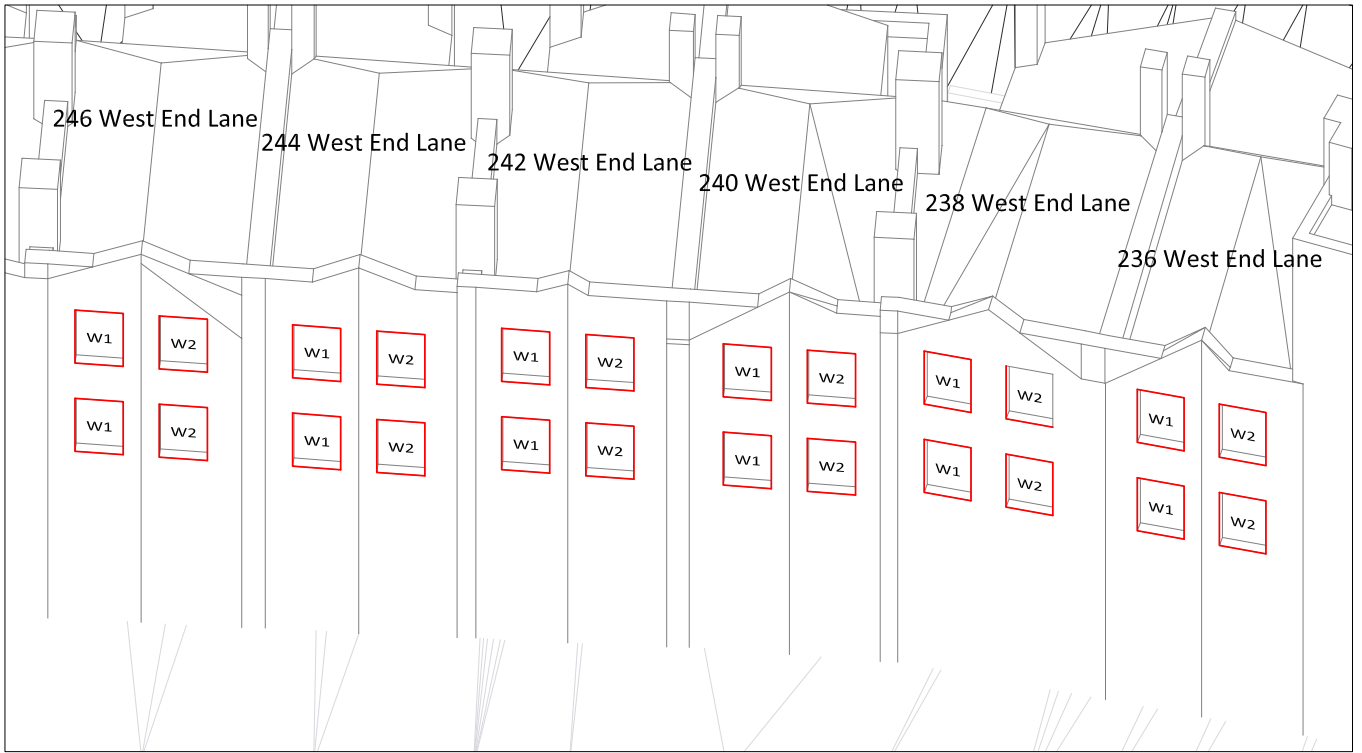 246 West End Lane
244 West End Lane
242 West End Lane
240 West End Lane
238 West End Lane
236 West End Lane
W1 W2 W1 W2 W1 W2 W1 W2 W1 W2 W1 W2
W1 W2 W1 W2 W1 W2 W1 W2 W1 W2 W1 W2